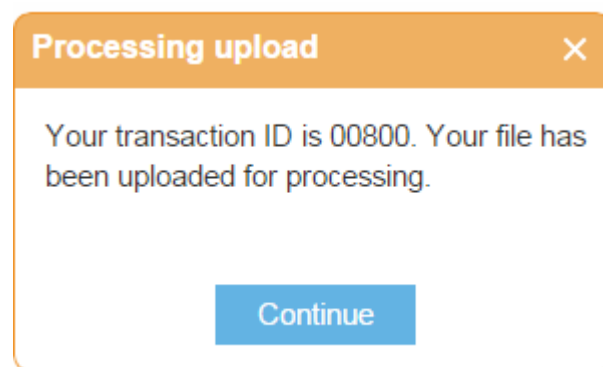 Processing upload
Your transaction ID is 00800. Your file has
been uploaded for processing.
Continue